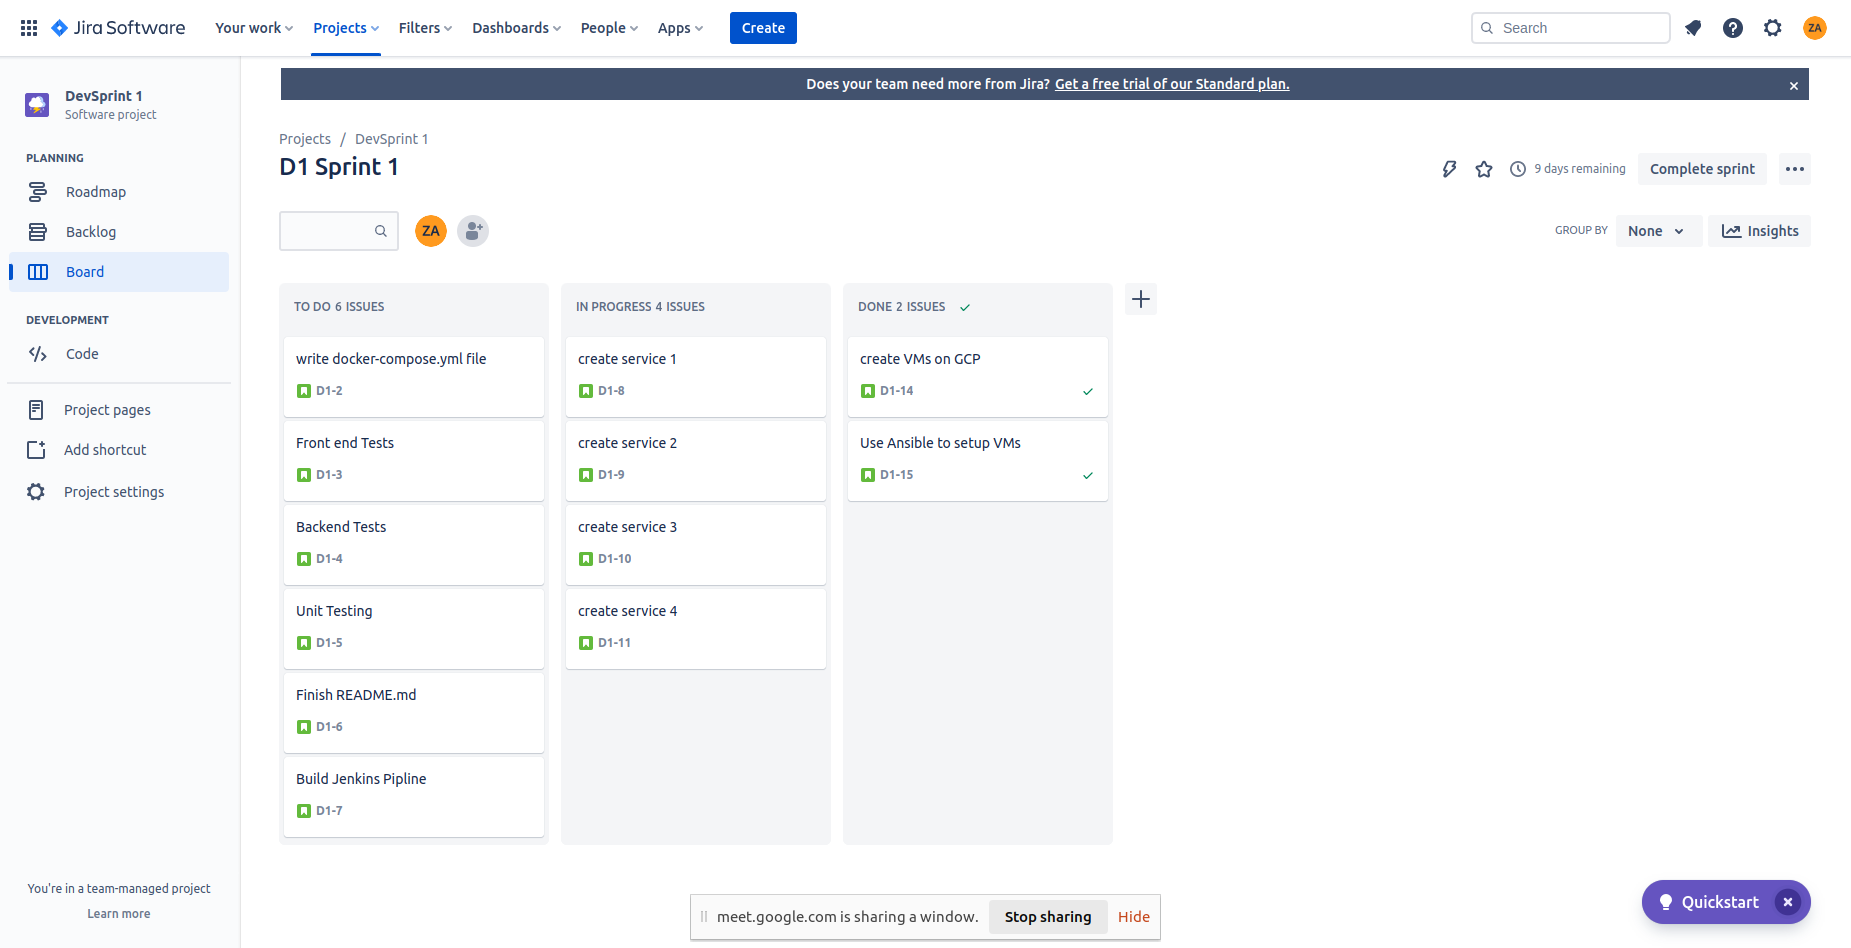 Jira Software
Your work
Projects
Filters
Dashboards
People
Apps
Create
Search
ZA
DevSprint 1
Software project
PLANNING
Roadmap
Backlog
Board
DEVELOPMENT
Code
Project pages
Add shortcut
Project settings
You're in a team-managed project
Learn more
Does your team need more from Jira? Get a free trial of our Standard plan.
Projects / DevSprint 1
D1 Sprint 1
9 days remaining
Complete sprint
ZA
GROUP BY
None
Insights
TO DO 6 ISSUES
write docker-compose.yml file
D1-2
Front end Tests
D1-3
Backend Tests
D1-4
Unit Testing
D1-5
Finish README.md
D1-6
Build Jenkins Pipline
D1-7
IN PROGRESS 4 ISSUES
create service 1
D1-8
create service 2
D1-9
create service 3
D1-10
create service 4
D1-11
DONE 2 ISSUES
create VMs on GCP
D1-14
Use Ansible to setup VMs
D1-15
meet.google.com is sharing a window.
Stop sharing
Hide
Quickstart